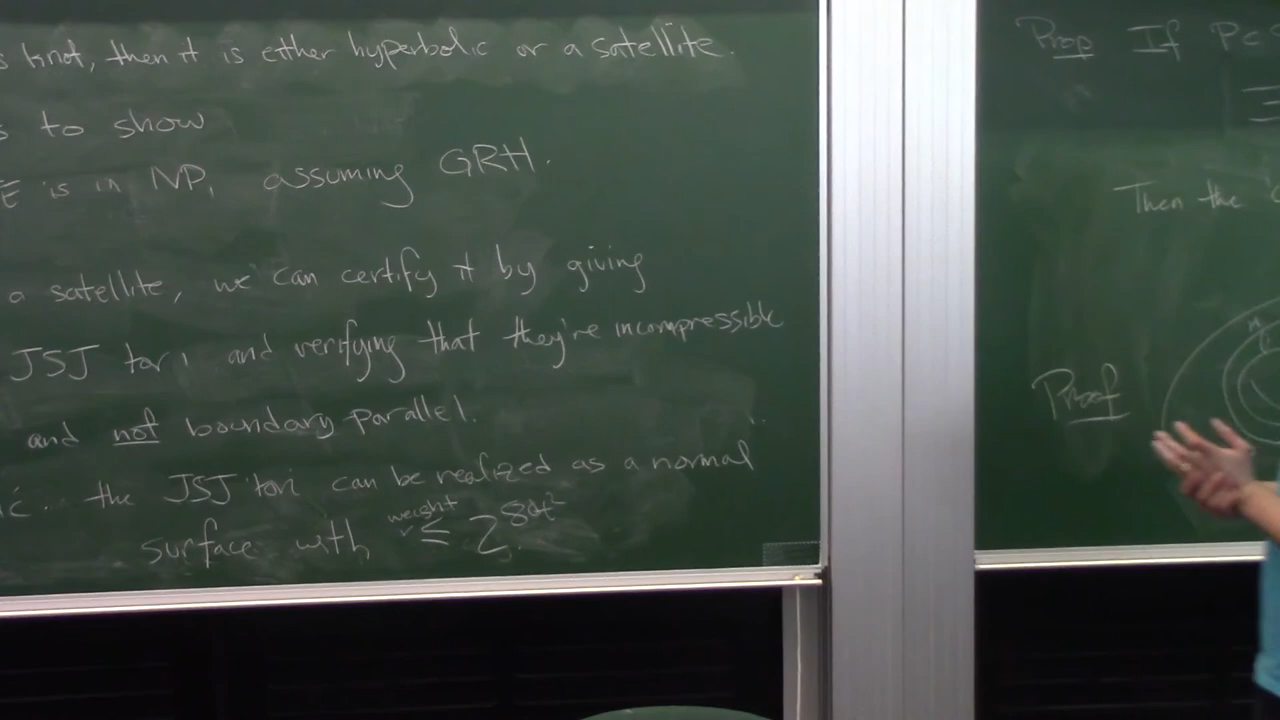 s knot, then it is either hyperbolic or a satellite.
s to show
E is in NP, assuming GRH.
a satellite, we can certify it by giving
JSJ tori and verifying that they're incompressible
and not boundary parallel.
the JSJ tori can be realized as a normal
surface with weight ≤ 2^{8t^2}
Prop If P⊂S
∃
Then the
Proof